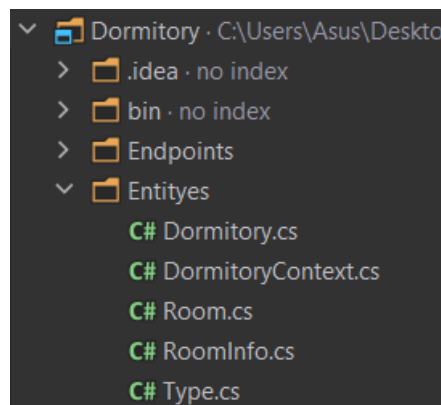 Dormitory · C:\Users\Asus\Deskto
.idea · no index
bin · no index
Endpoints
Entityes
C# Dormitory.cs
C# DormitoryContext.cs
C# Room.cs
C# RoomInfo.cs
C# Type.cs